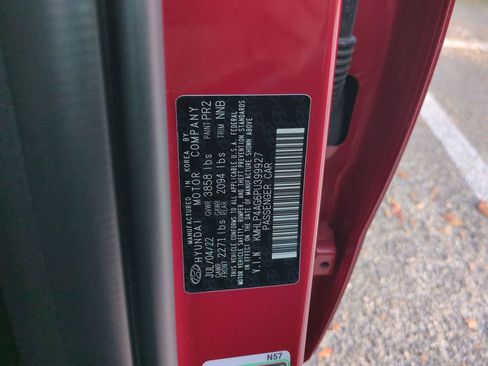 MANUFACTURED IN KOREA BY
HYUNDAI MOTOR COMPANY
JUL/04/22 GVWR 3858 lbs PAINT PR2
GAWR FRONT 2271 lbs GAWR REAR 2094 lbs TRIM NNB
THIS VEHICLE CONFORMS TO ALL APPLICABLE U.S.A. FEDERAL
MOTOR VEHICLE SAFETY, BUMPER, AND THEFT PREVENTION STANDARDS
IN EFFECT ON THE DATE OF MANUFACTURE SHOWN ABOVE
V.I.N KMHLP4AG6PU399927
PASSENGER CAR
N57